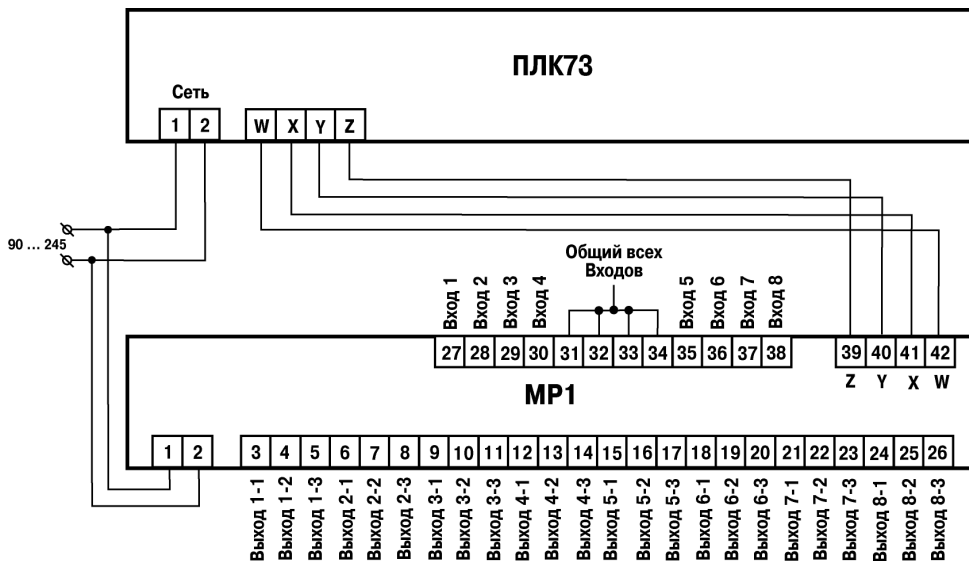 ПЛК73
Сеть
1 2 W X Y Z
90 ... 245
Общий всех
Входов
Вход 1
Вход 2
Вход 3
Вход 4
Вход 5
Вход 6
Вход 7
Вход 8
27 28 29 30 31 32 33 34 35 36 37 38 39 40 41 42
Z Y X W
МР1
1 2 3 4 5 6 7 8 9 10 11 12 13 14 15 16 17 18 19 20 21 22 23 24 25 26
Выход 1-1
Выход 1-2
Выход 1-3
Выход 2-1
Выход 2-2
Выход 2-3
Выход 3-1
Выход 3-2
Выход 3-3
Выход 4-1
Выход 4-2
Выход 4-3
Выход 5-1
Выход 5-2
Выход 5-3
Выход 6-1
Выход 6-2
Выход 6-3
Выход 7-1
Выход 7-2
Выход 7-3
Выход 8-1
Выход 8-2
Выход 8-3